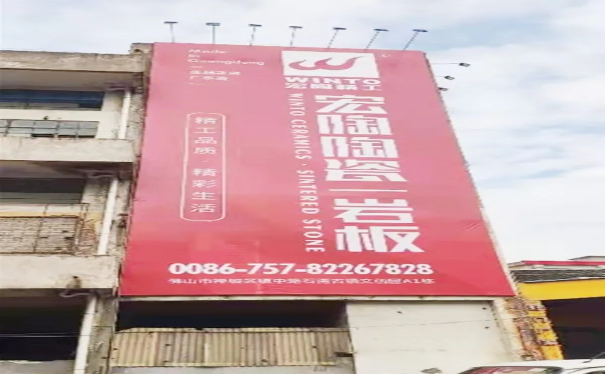 Made
in
Guangdong
WINTO
宏陶精工
宏陶陶瓷一岩板
WINTO CERAMICS · SINTERED STONE
精工品质·精彩生活
0086-757-82267828